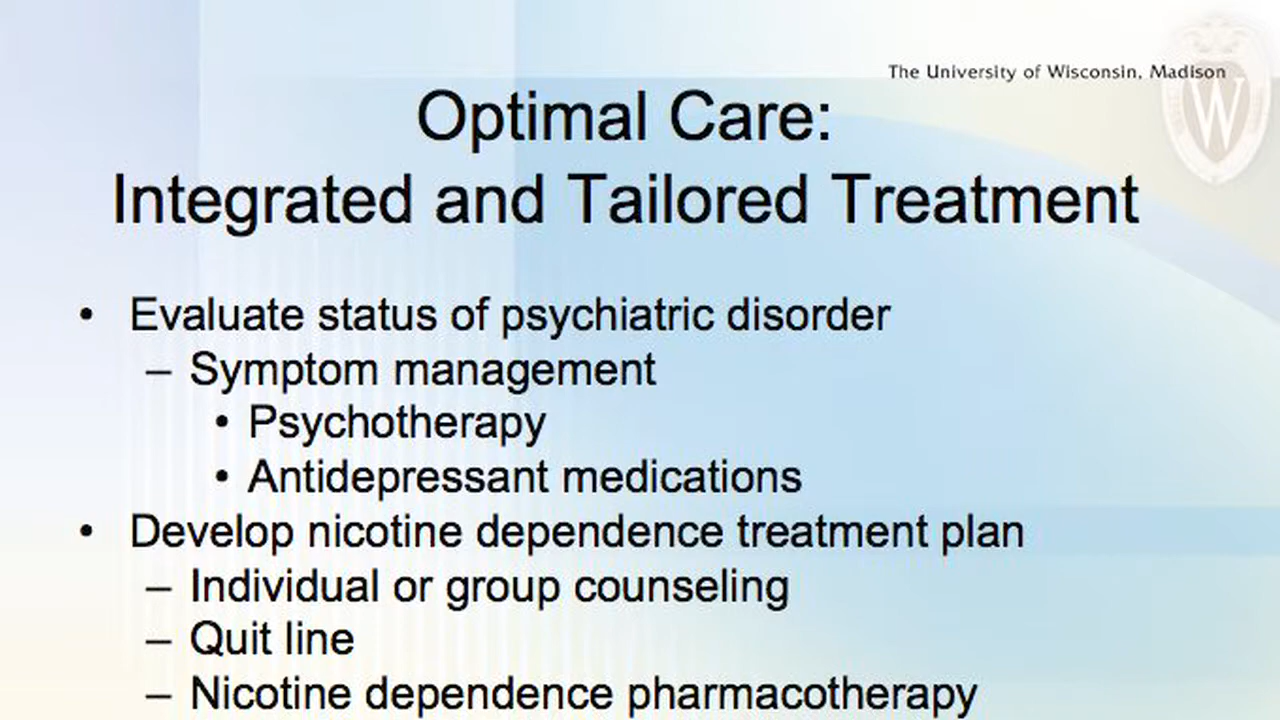 The University of Wisconsin, Madison
Optimal Care:
Integrated and Tailored Treatment
• Evaluate status of psychiatric disorder
– Symptom management
• Psychotherapy
• Antidepressant medications
• Develop nicotine dependence treatment plan
– Individual or group counseling
– Quit line
– Nicotine dependence pharmacotherapy
W